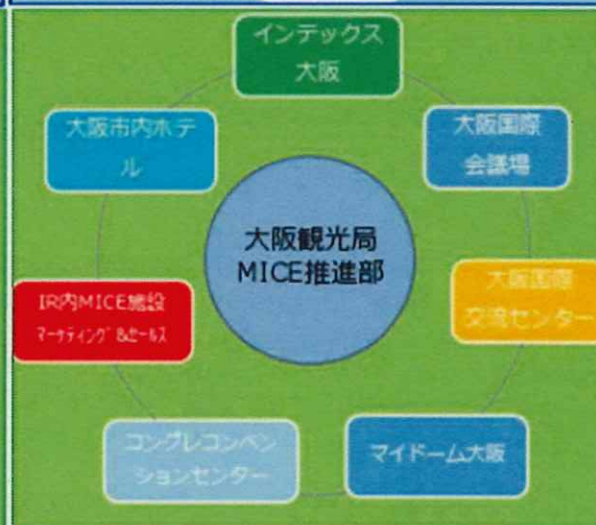 インテックス
大阪
大阪市内ホテ
ル
大阪国際
会議場
大阪観光局
MICE推進部
IR内MICE施設
マーケティング&セールス
大阪国際
交流センター
コングレコンベン
ションセンター
マイドーム大阪